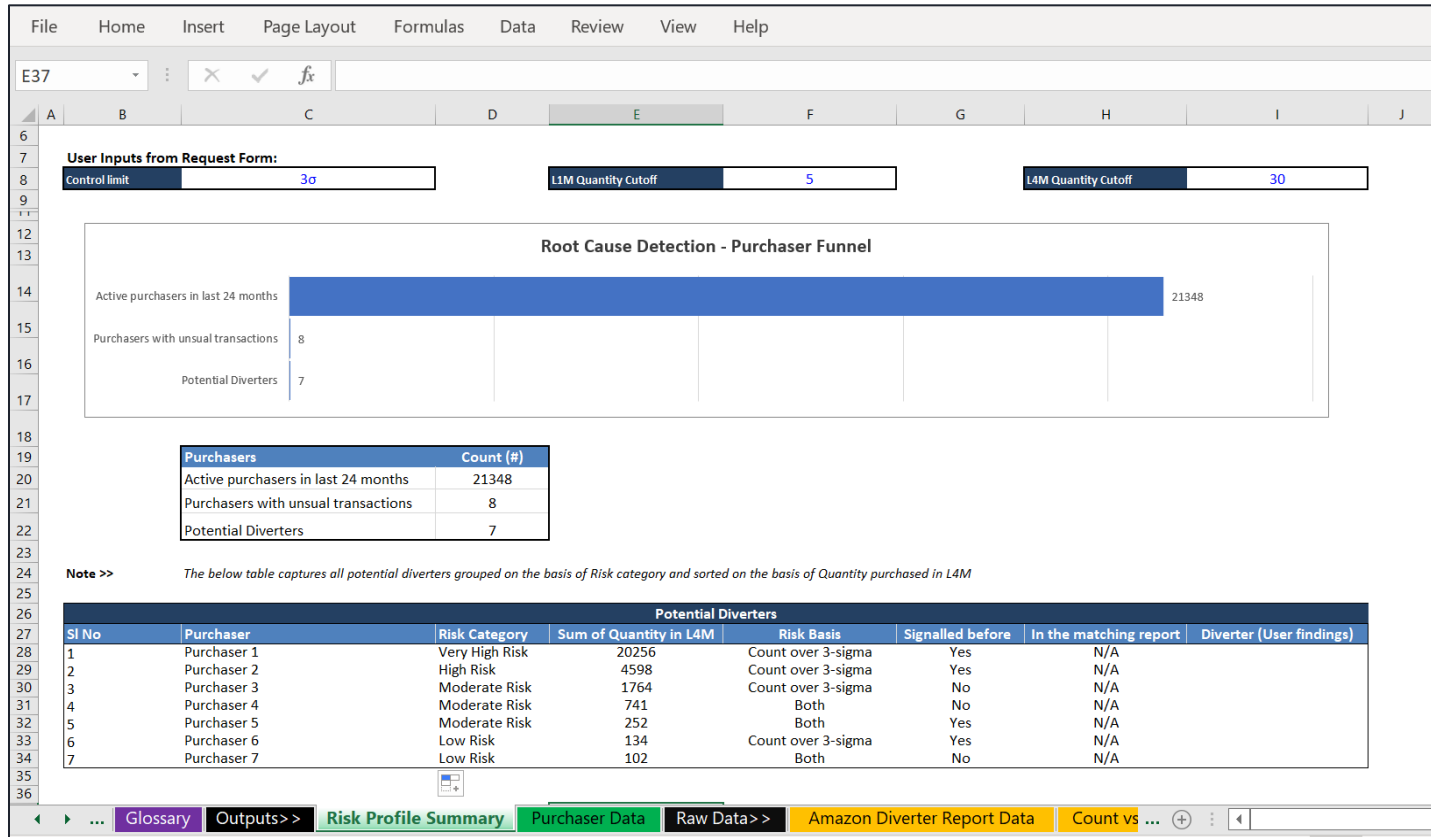 File Home Insert Page Layout Formulas Data Review View Help
E37 fx
A B C D E F G H I J
6
7 User Inputs from Request Form:
8 Control limit 3σ L1M Quantity Cutoff 5 L4M Quantity Cutoff 30
9
11
12
13 Root Cause Detection - Purchaser Funnel
14 Active purchasers in last 24 months 21348
15 Purchasers with unsual transactions 8
16
17 Potential Diverters 7
18
19 Purchasers Count (#)
20 Active purchasers in last 24 months 21348
21 Purchasers with unsual transactions 8
22 Potential Diverters 7
23
24 Note >> The below table captures all potential diverters grouped on the basis of Risk category and sorted on the basis of Quantity purchased in L4M
25
26 Potential Diverters
27 Sl No Purchaser Risk Category Sum of Quantity in L4M Risk Basis Signalled before In the matching report Diverter (User findings)
28 1 Purchaser 1 Very High Risk 20256 Count over 3-sigma Yes N/A
29 2 Purchaser 2 High Risk 4598 Count over 3-sigma Yes N/A
30 3 Purchaser 3 Moderate Risk 1764 Count over 3-sigma No N/A
31 4 Purchaser 4 Moderate Risk 741 Both No N/A
32 5 Purchaser 5 Moderate Risk 252 Both Yes N/A
33 6 Purchaser 6 Low Risk 134 Count over 3-sigma Yes N/A
34 7 Purchaser 7 Low Risk 102 Both No N/A
35
36
... Glossary Outputs>> Risk Profile Summary Purchaser Data Raw Data>> Amazon Diverter Report Data Count vs ...